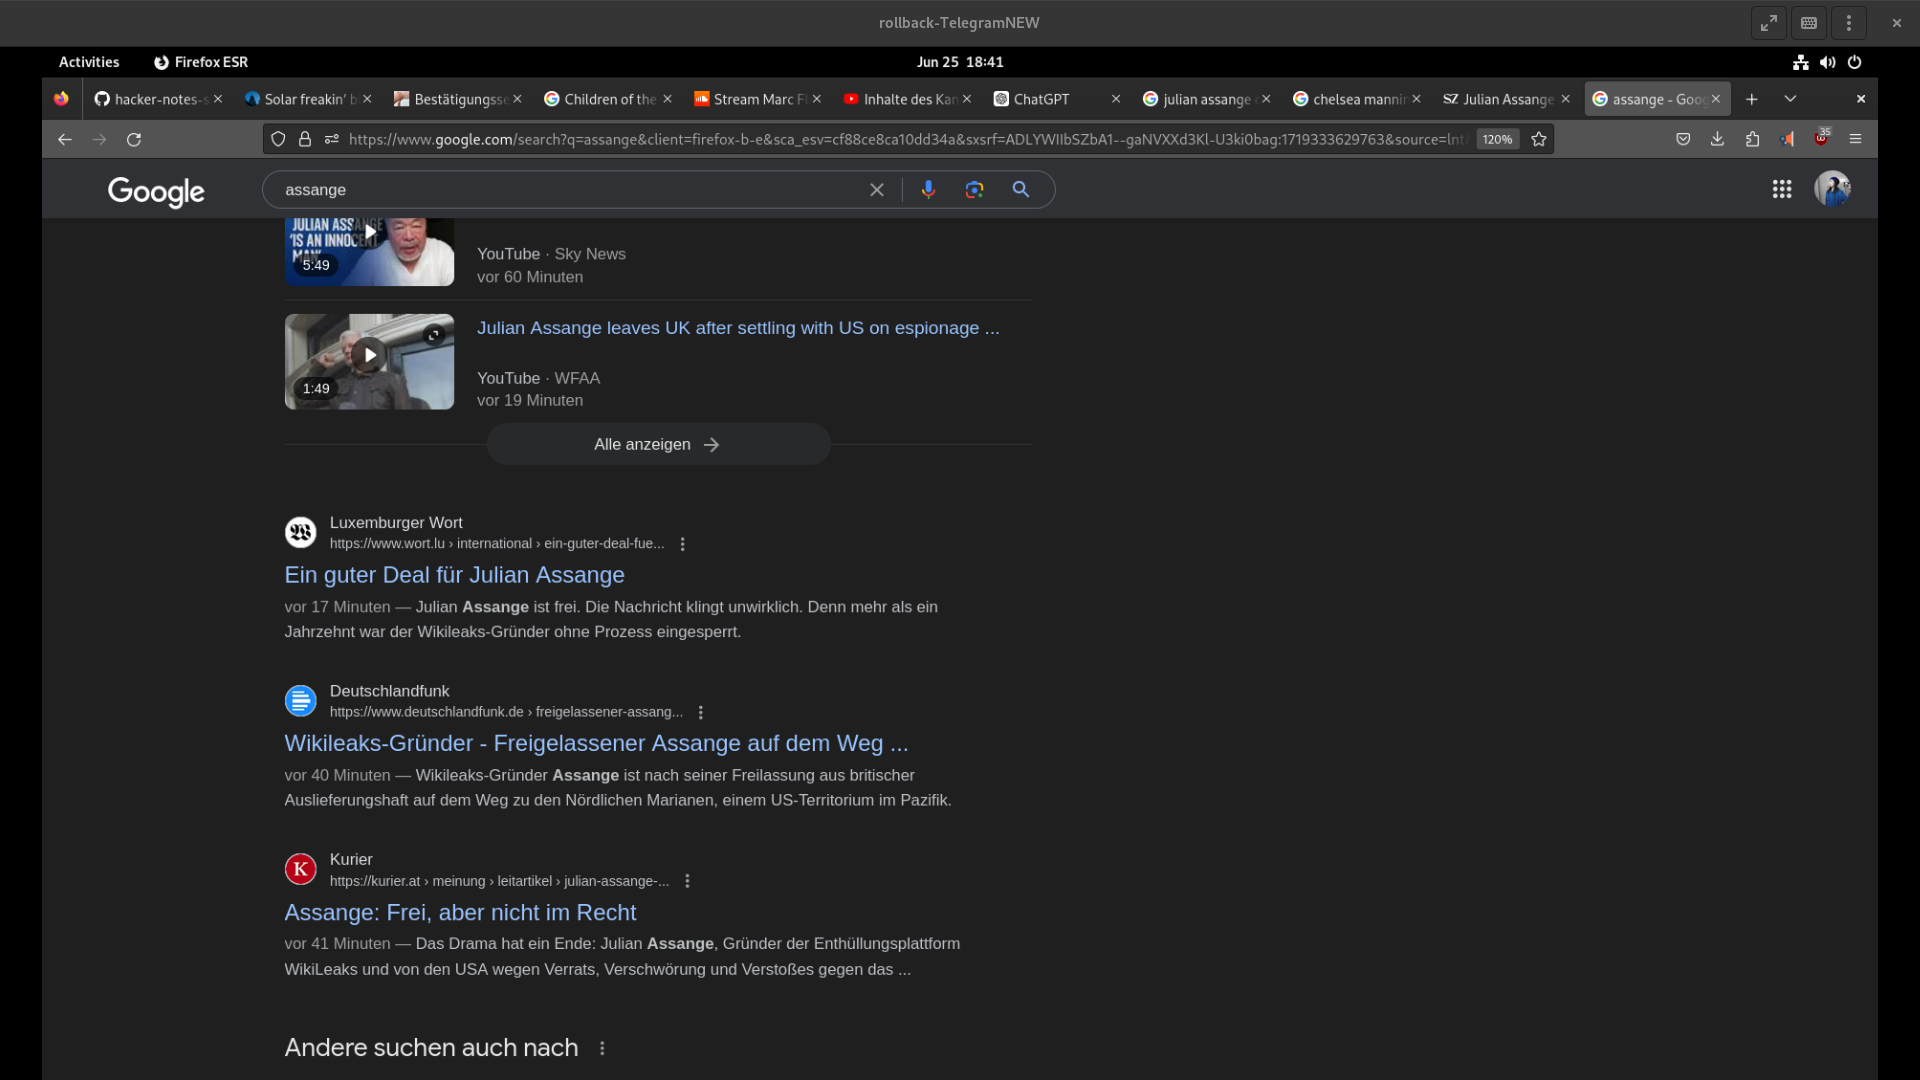 rollback-TelegramNEW
Activities
Firefox ESR
Jun 25 18:41
hacker-notes-s
Solar freakin' b
Bestätigungsse
Children of the
Stream Marc Fl
Inhalte des Kan
ChatGPT
julian assange
chelsea mannin
SZ Julian Assange
assange - Goog
https://www.google.com/search?q=assange&client=firefox-b-e&sca_esv=cf88ce8ca10dd34a&sxsrf=ADLYWIIbSZbA1--gaNVXXd3Kl-U3ki0bag:1719333629763&source=lnt
120%
35
Google
assange
JULIAN ASSANGE
'IS AN INNOCENT
MAN'
5:49
YouTube · Sky News
vor 60 Minuten
Julian Assange leaves UK after settling with US on espionage ...
1:49
YouTube · WFAA
vor 19 Minuten
Alle anzeigen
Luxemburger Wort
https://www.wort.lu › international › ein-guter-deal-fue...
Ein guter Deal für Julian Assange
vor 17 Minuten — Julian Assange ist frei. Die Nachricht klingt unwirklich. Denn mehr als ein
Jahrzehnt war der Wikileaks-Gründer ohne Prozess eingesperrt.
Deutschlandfunk
https://www.deutschlandfunk.de › freigelassener-assang...
Wikileaks-Gründer - Freigelassener Assange auf dem Weg ...
vor 40 Minuten — Wikileaks-Gründer Assange ist nach seiner Freilassung aus britischer
Auslieferungshaft auf dem Weg zu den Nördlichen Marianen, einem US-Territorium im Pazifik.
K
Kurier
https://kurier.at › meinung › leitartikel › julian-assange-...
Assange: Frei, aber nicht im Recht
vor 41 Minuten — Das Drama hat ein Ende: Julian Assange, Gründer der Enthüllungsplattform
WikiLeaks und von den USA wegen Verrats, Verschwörung und Verstoßes gegen das ...
Andere suchen auch nach